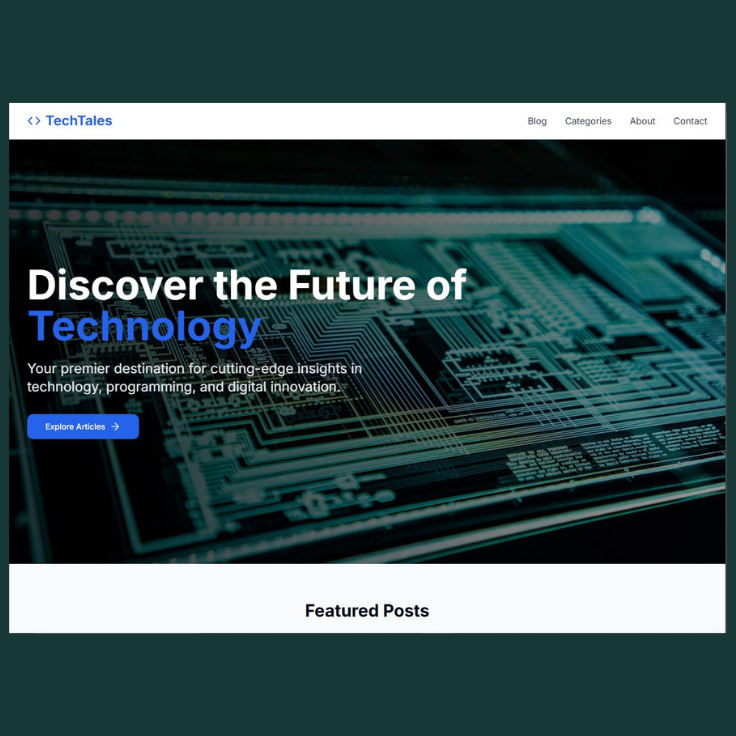 TechTales
Blog Categories About Contact
Discover the Future of
Technology
Your premier destination for cutting-edge insights in
technology, programming, and digital innovation.
Explore Articles
Featured Posts